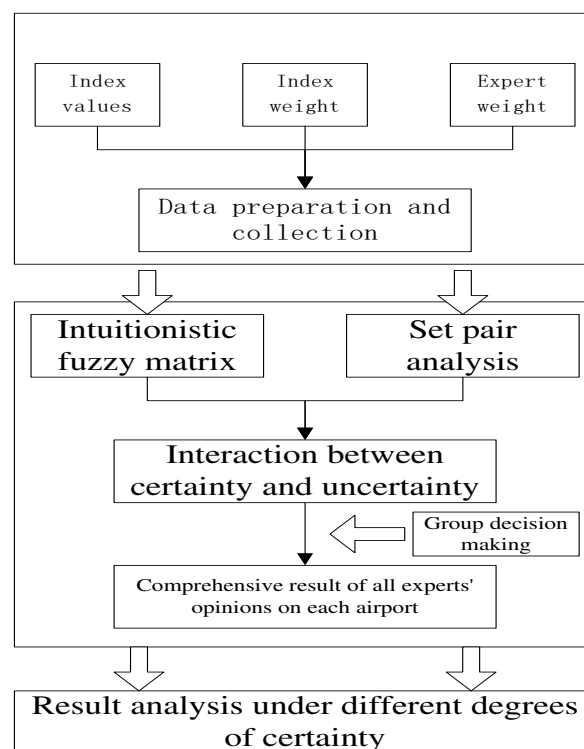 Index
values
Index
weight
Expert
weight
Data preparation and
collection
Intuitionistic
fuzzy matrix
Set pair
analysis
Interaction between
certainty and uncertainty
Group decision
making
Comprehensive result of all experts'
opinions on each airport
Result analysis under different degrees
of certainty